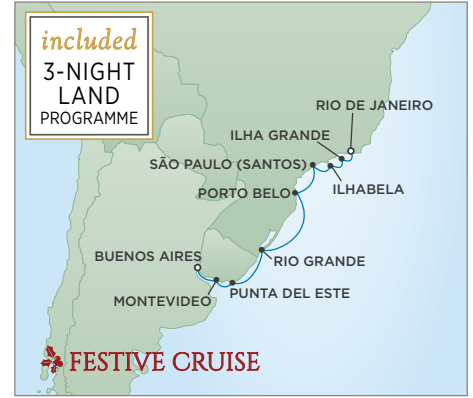 included
3-NIGHT
LAND
PROGRAMME
RIO DE JANEIRO
ILHA GRANDE
SÃO PAULO (SANTOS)
ILHABELA
PORTO BELO
BUENOS AIRES
RIO GRANDE
MONTEVIDEO
PUNTA DEL ESTE
FESTIVE CRUISE